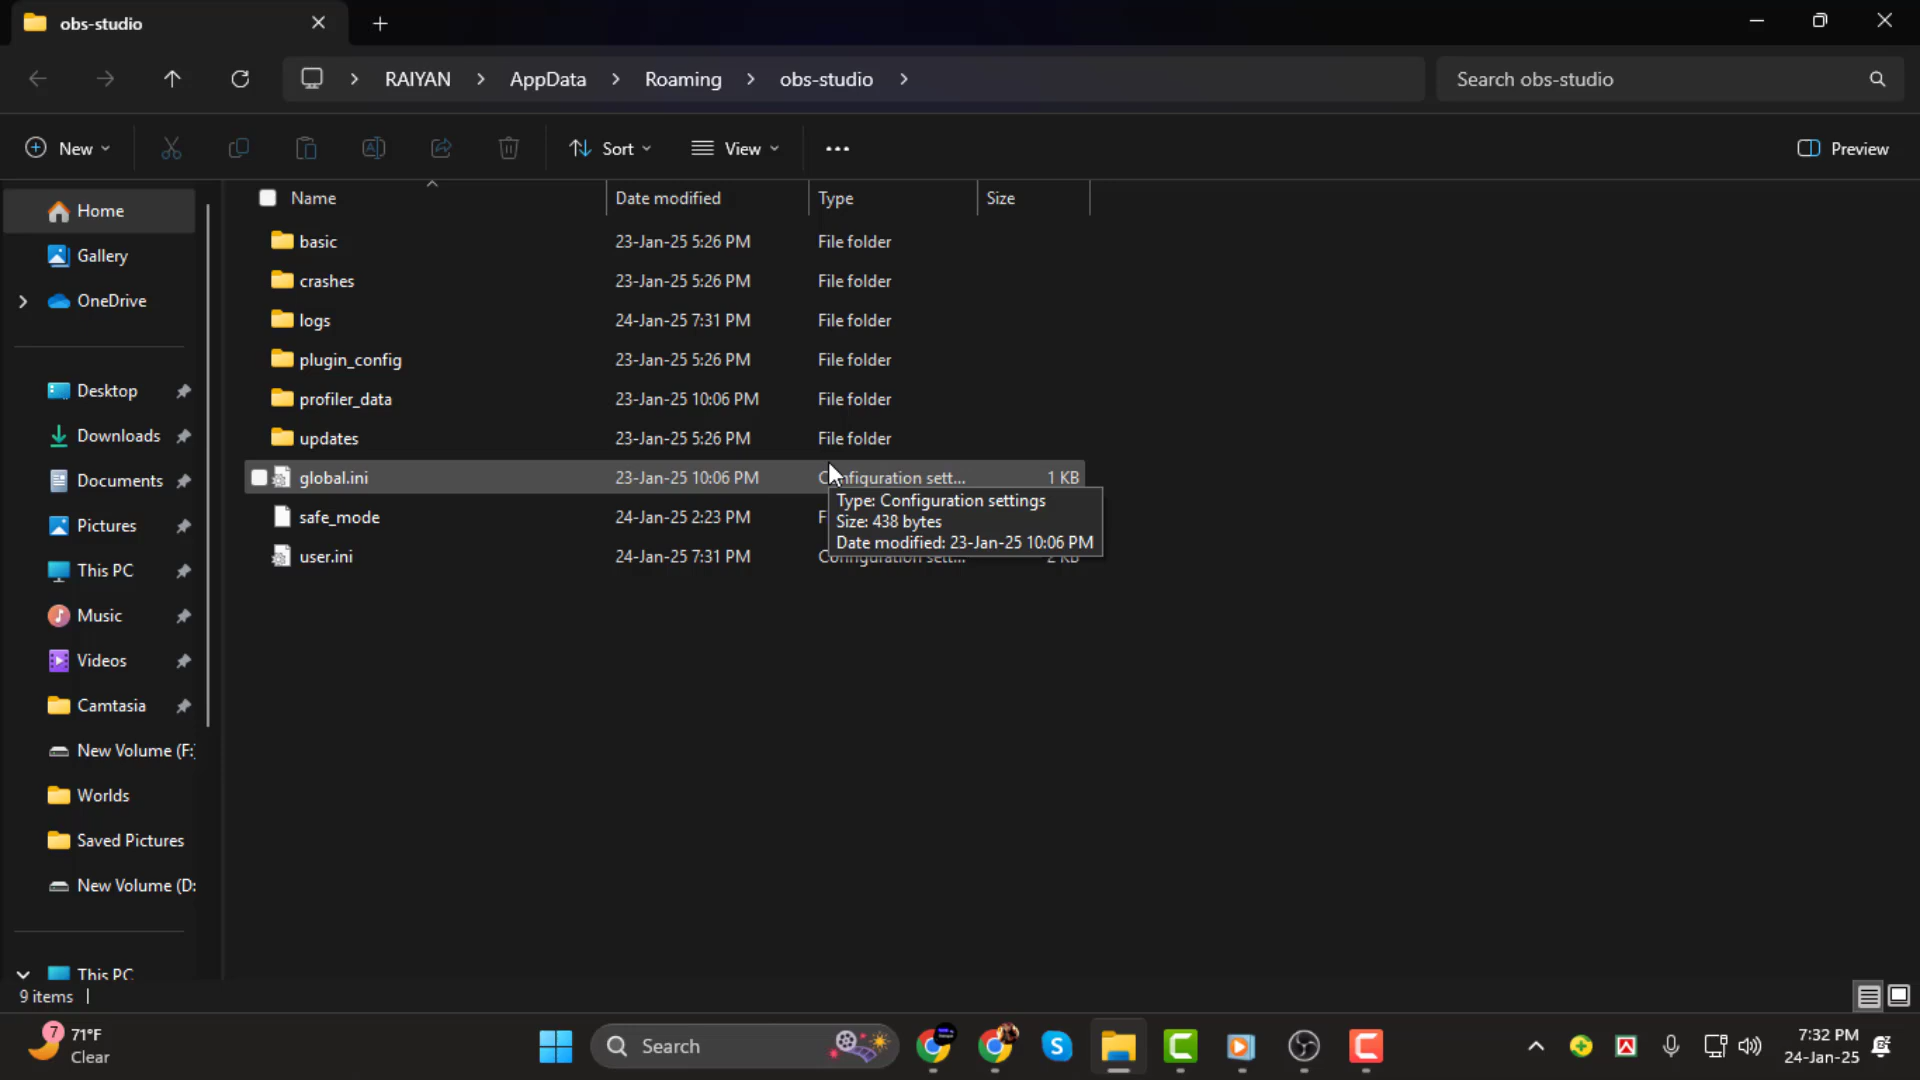 obs-studio
RAIYAN > AppData > Roaming > obs-studio >
Search obs-studio
New
Sort
View
Preview
Name Date modified Type Size
basic 23-Jan-25 5:26 PM File folder
crashes 23-Jan-25 5:26 PM File folder
logs 24-Jan-25 7:31 PM File folder
plugin_config 23-Jan-25 5:26 PM File folder
profiler_data 23-Jan-25 10:06 PM File folder
updates 23-Jan-25 5:26 PM File folder
global.ini 23-Jan-25 10:06 PM Configuration sett... 1 KB
safe_mode 24-Jan-25 2:23 PM
user.ini 24-Jan-25 7:31 PM Configuration sett... 2 KB
Type: Configuration settings
Size: 438 bytes
Date modified: 23-Jan-25 10:06 PM
Home
Gallery
OneDrive
Desktop
Downloads
Documents
Pictures
This PC
Music
Videos
Camtasia
New Volume (F:
Worlds
Saved Pictures
New Volume (D:
This PC
9 items
7
71°F
Clear
Search
7:32 PM
24-Jan-25